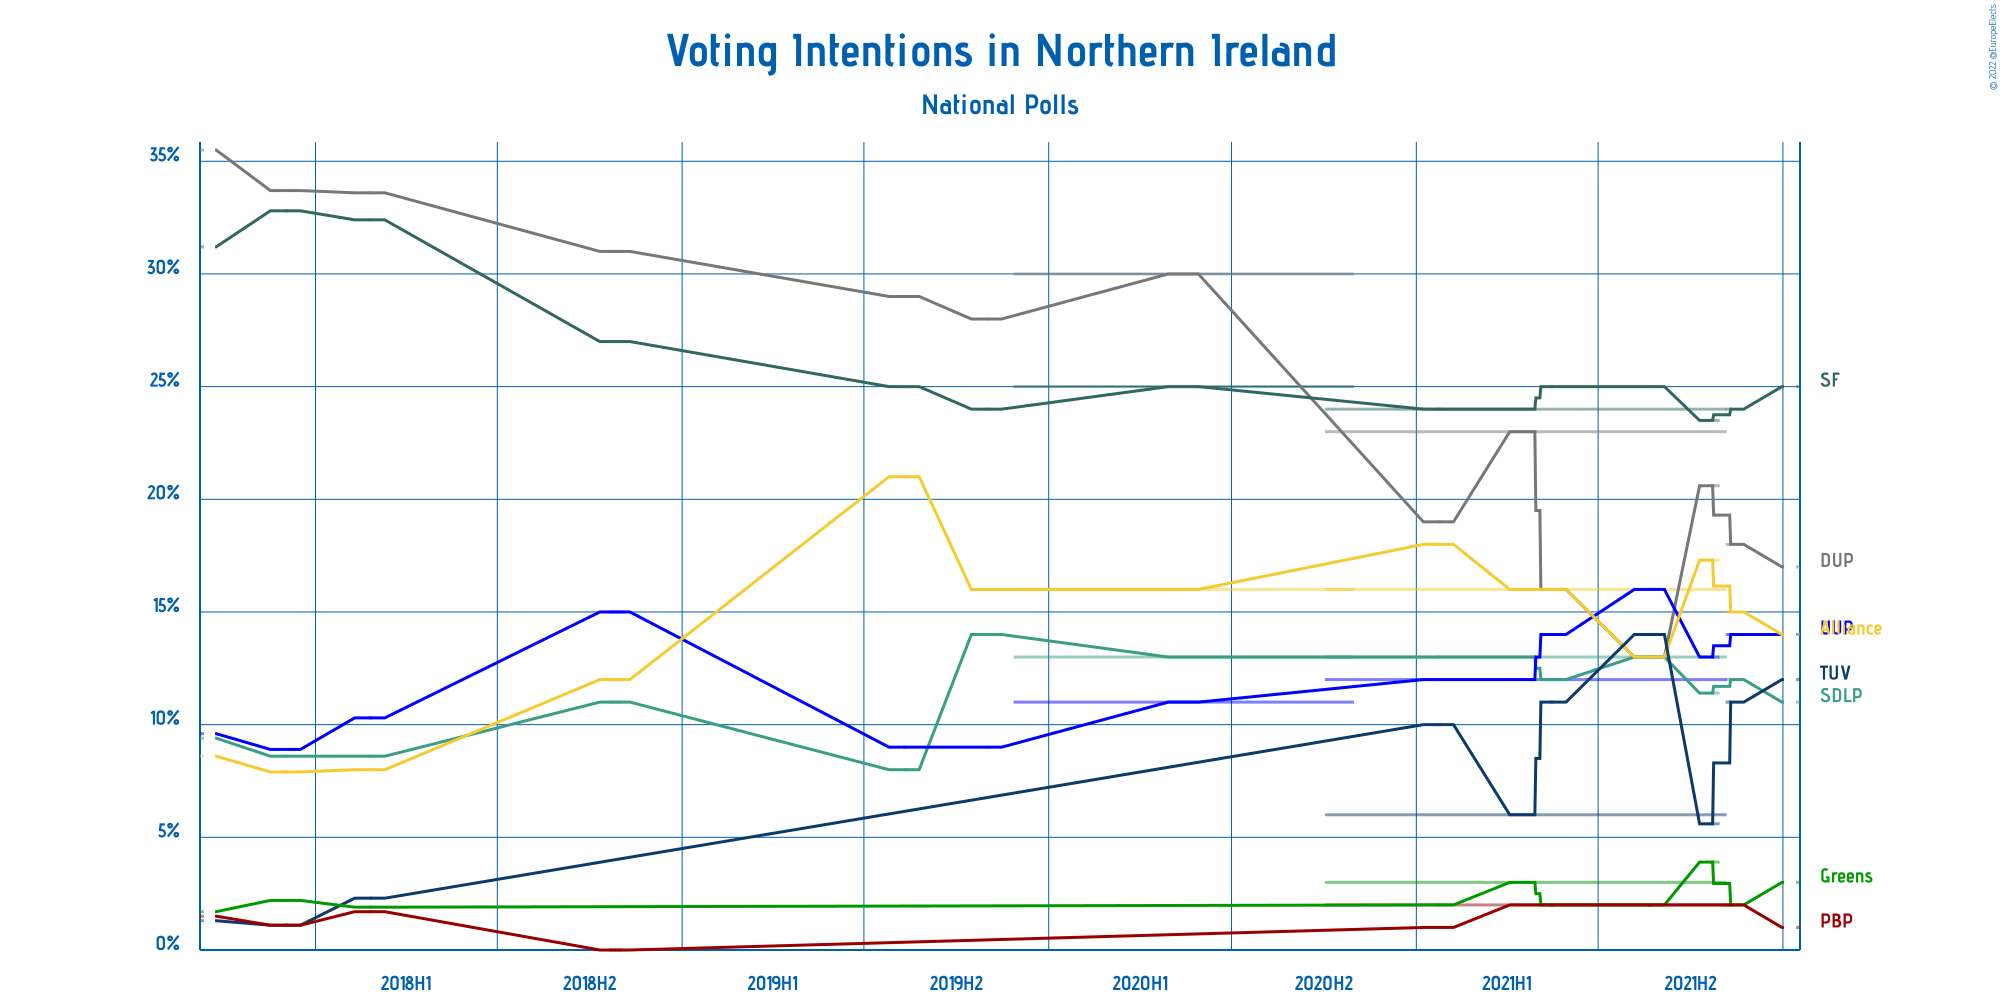 © 2022 @EuropeElects
Voting Intentions in Northern Ireland
National Polls
35%
30%
25%
20%
15%
10%
5%
0%
SF
DUP
UUP
Alliance
TUV
SDLP
Greens
PBP
2018H1 2018H2 2019H1 2019H2 2020H1 2020H2 2021H1 2021H2